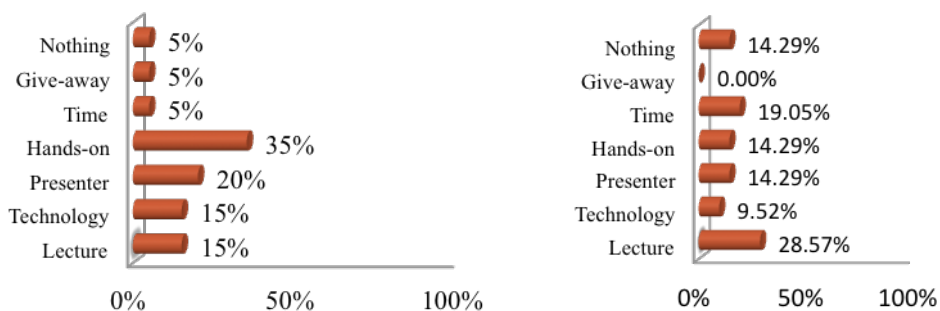 Nothing 5%
Give-away 5%
Time 5%
Hands-on 35%
Presenter 20%
Technology 15%
Lecture 15%
0% 50% 100%
Nothing 14.29%
Give-away 0.00%
Time 19.05%
Hands-on 14.29%
Presenter 14.29%
Technology 9.52%
Lecture 28.57%
0% 50% 100%